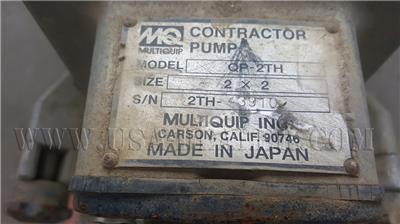 MQ CONTRACTOR
MULTIQUIP PUMP
MODEL QP-2TH
SIZE 2 X 2
S/N 2TH-
MULTIQUIP INC.
CARSON, CALIF. 90746
MADE IN JAPAN